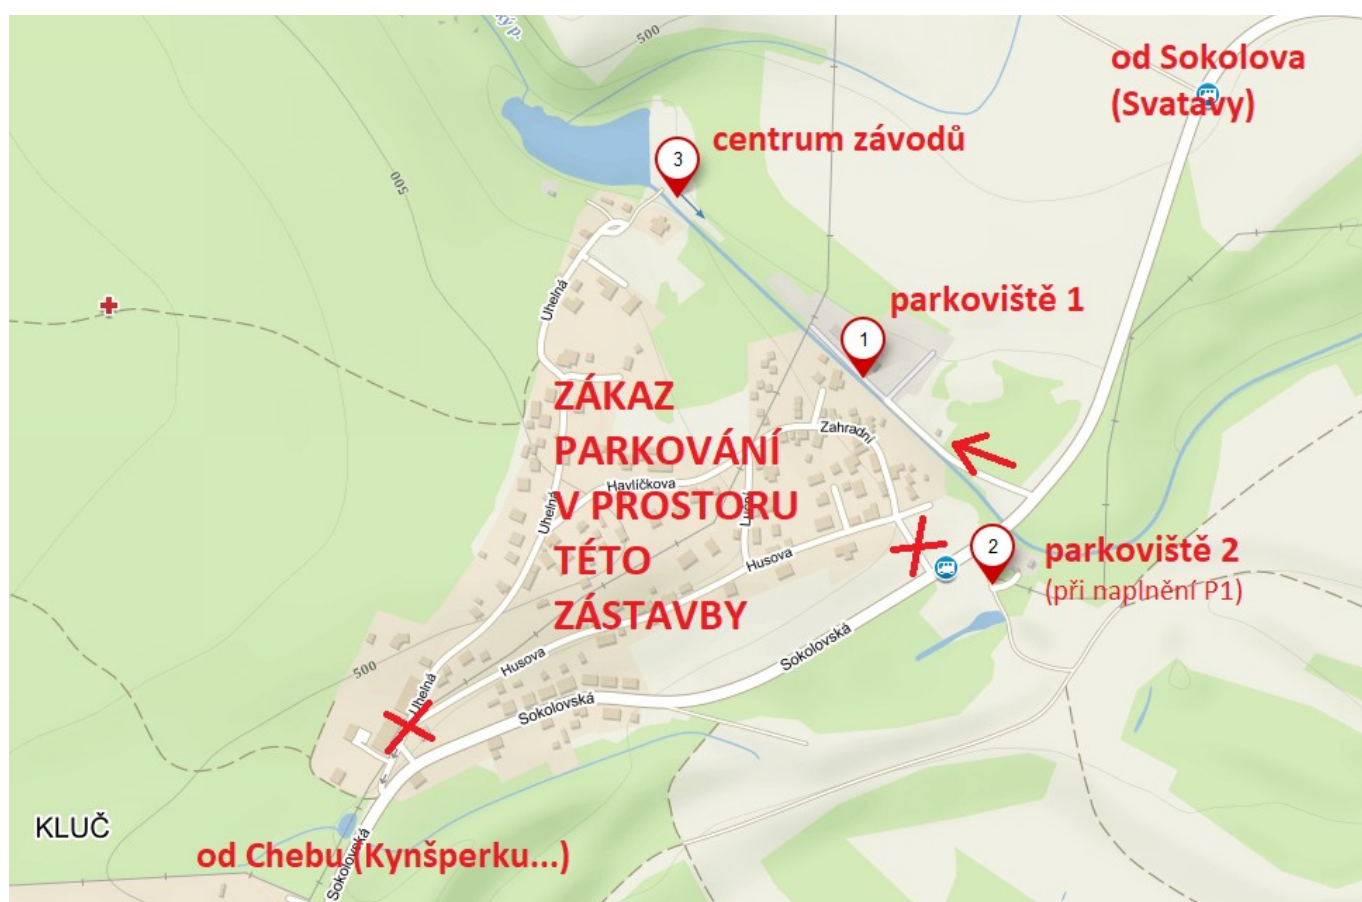 ký p.
500
od Sokolova
(Svatavy)
centrum závodů
3
500
Uhelná
parkoviště 1
1
ZÁKAZ
PARKOVÁNÍ
V PROSTORU
TÉTO
ZÁSTAVBY
Zahradní
Havlíčkova
Uhelná
Luční
Husova
2
parkoviště 2
(při naplnění P1)
Sokolovská
Husova
500
Uhelná
Sokolovská
KLUČ
od Chebu (Kynšperku...)
Sokolovská